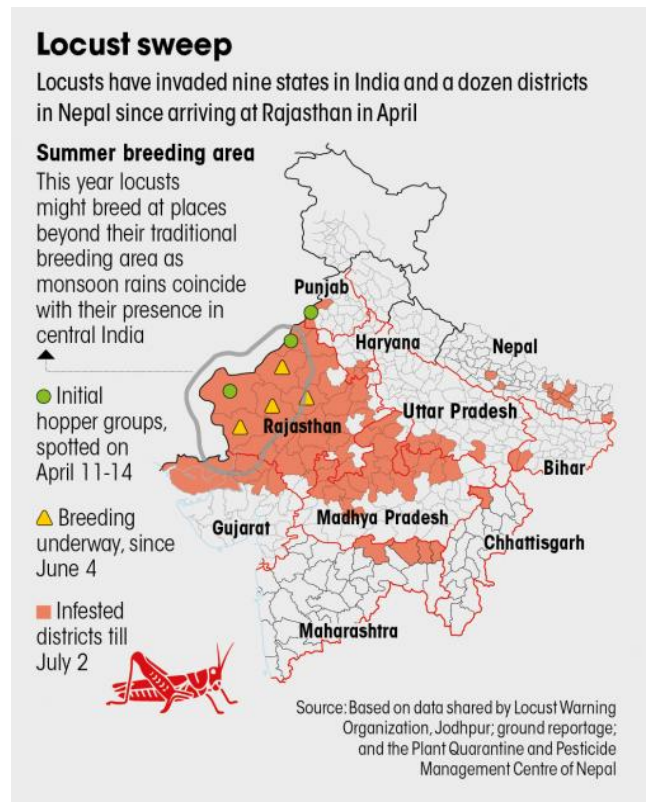 Locust sweep
Locusts have invaded nine states in India and a dozen districts
in Nepal since arriving at Rajasthan in April
Summer breeding area
This year locusts
might breed at places
beyond their traditional
breeding area as
monsoon rains coincide
with their presence in
central India
Initial
hopper groups,
spotted on
April 11-14
Breeding
underway, since
June 4
Infested
districts till
July 2
Punjab
Haryana
Nepal
Uttar Pradesh
Rajasthan
Bihar
Gujarat
Madhya Pradesh
Chhattisgarh
Maharashtra
Source: Based on data shared by Locust Warning
Organization, Jodhpur; ground reportage;
and the Plant Quarantine and Pesticide
Management Centre of Nepal